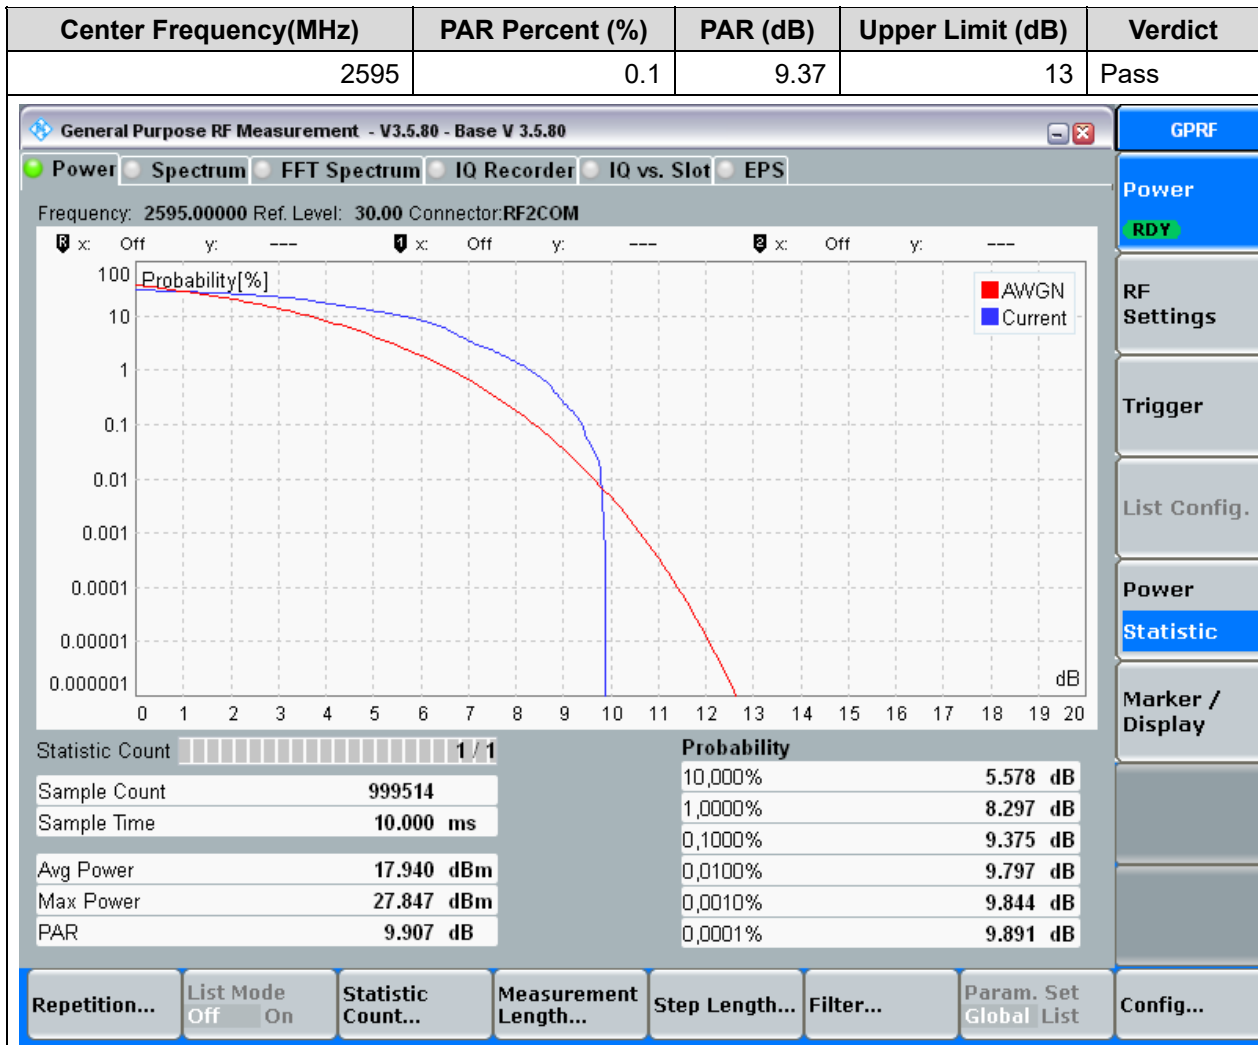 Center Frequency(MHz) PAR Percent (%) PAR (dB) Upper Limit (dB) Verdict
2595 0.1 9.37 13 Pass
General Purpose RF Measurement - V3.5.80 - Base V 3.5.80
GPRF
Power Spectrum FFT Spectrum IQ Recorder IQ vs. Slot EPS
Power
RDY
Frequency: 2595.00000 Ref. Level: 30.00 Connector:RF2COM
R x: Off y: --- 1 x: Off y: --- 2 x: Off y: ---
100 Probability[%]
AWGN
Current
RF
Settings
10
1
Trigger
0.1
0.01
List Config.
0.001
0.0001
Power
Statistic
0.00001
0.000001
dB
Marker /
Display
0 1 2 3 4 5 6 7 8 9 10 11 12 13 14 15 16 17 18 19 20
Statistic Count 1 / 1
Probability
Sample Count 999514
Sample Time 10.000 ms
Avg Power 17.940 dBm
Max Power 27.847 dBm
PAR 9.907 dB
10,000% 5.578 dB
1,0000% 8.297 dB
0,1000% 9.375 dB
0,0100% 9.797 dB
0,0010% 9.844 dB
0,0001% 9.891 dB
Repetition...
List Mode
Off On
Statistic
Count...
Measurement
Length...
Step Length...
Filter...
Param. Set
Global List
Config...